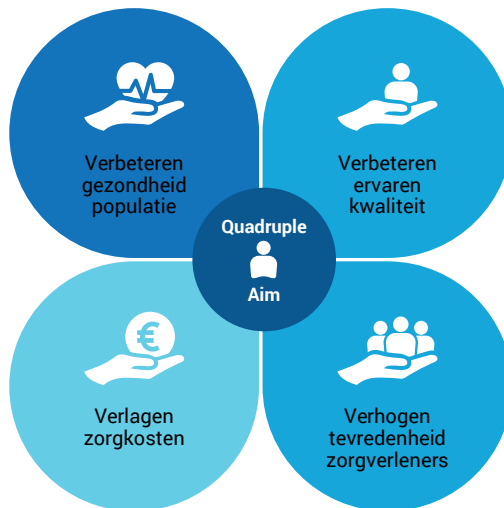 Verbeteren
gezondheid
populatie
Verbeteren
ervaren
kwaliteit
Quadruple
Aim
€
Verlagen
zorgkosten
Verhogen
tevredenheid
zorgverleners